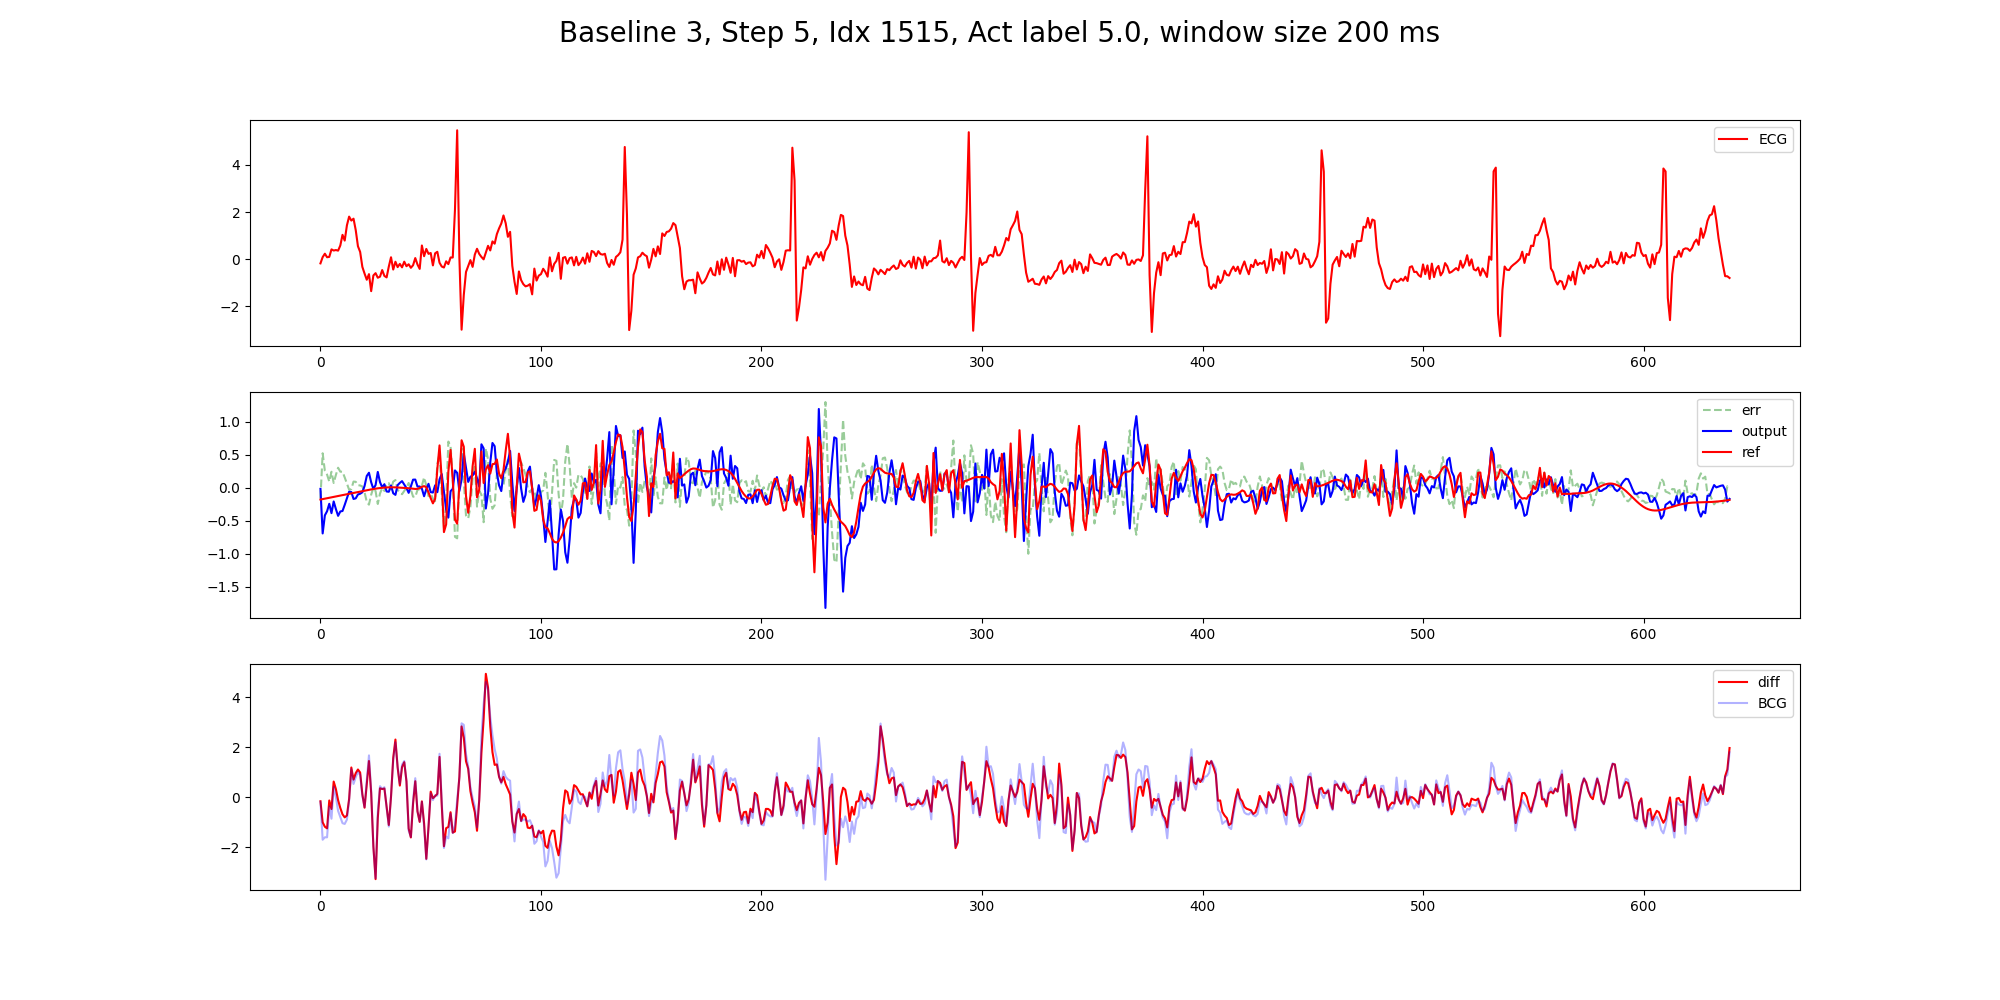 Baseline 3, Step 5, Idx 1515, Act label 5.0, window size 200 ms
ECG
4
2
0
−2
0 100 200 300 400 500 600
err
output
ref
1.0
0.5
0.0
−0.5
−1.0
−1.5
0 100 200 300 400 500 600
diff
BCG
4
2
0
−2
0 100 200 300 400 500 600